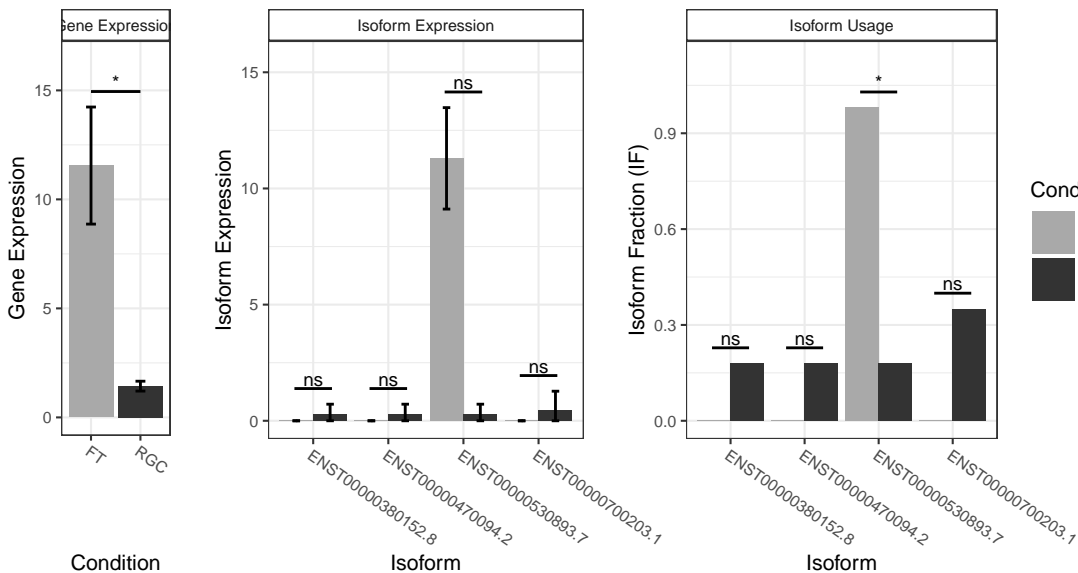 Gene Expression
Isoform Expression
Isoform Usage
Gene Expression
15
10
5
0
*
FT
RGC
Condition
Isoform Expression
15
10
5
0
ns
ns
ns
ns
ENST00000380152.8
ENST00000470094.2
ENST00000530893.7
ENST00000700203.1
Isoform
Isoform Fraction (IF)
0.9
0.6
0.3
0.0
ns
ns
*
ns
ENST00000380152.8
ENST00000470094.2
ENST00000530893.7
ENST00000700203.1
Isoform
Cond